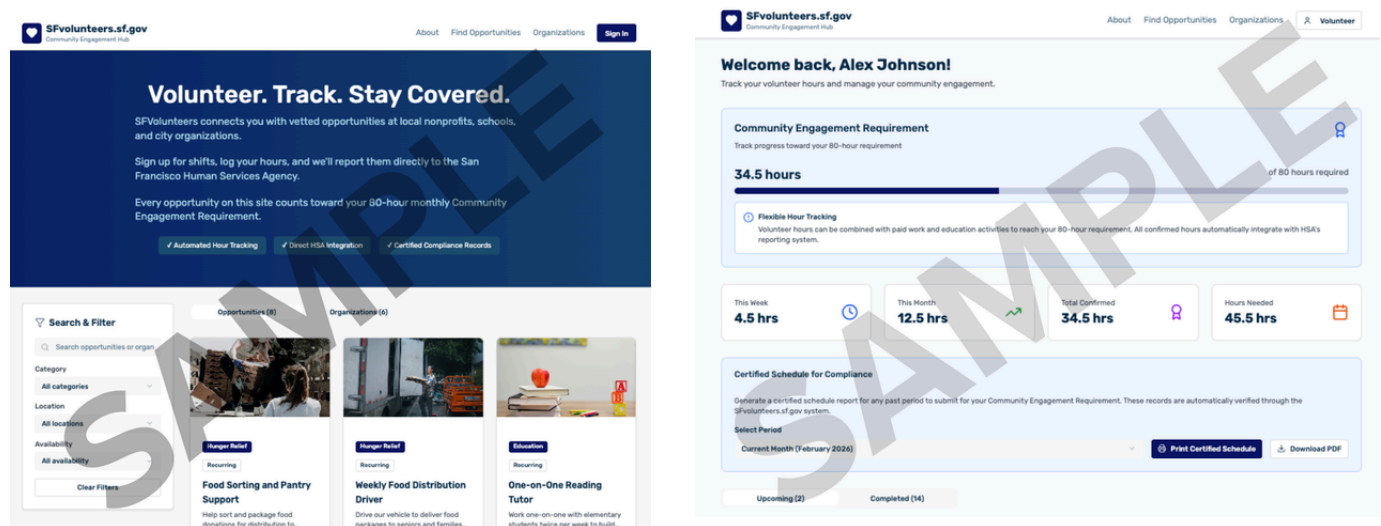 SFvolunteers.sf.gov
Community Engagement Hub
About
Find Opportunities
Organizations
Sign In
Volunteer. Track. Stay Covered.
SFVolunteers connects you with vetted opportunities at local nonprofits, schools,
and city organizations.
Sign up for shifts, log your hours, and we'll report them directly to the San
Francisco Human Services Agency.
Every opportunity on this site counts toward your 80-hour monthly Community
Engagement Requirement.
✓ Automated Hour Tracking
✓ Direct HSA Integration
✓ Certified Compliance Records
Search & Filter
Search opportunities or organ
Category
All categories
Location
All locations
Availability
All availability
Clear Filters
Opportunities (8)
Organizations (6)
Hunger Relief
Recurring
Food Sorting and Pantry
Support
Help sort and package food
donations for distribution to...
Hunger Relief
Recurring
Weekly Food Distribution
Driver
Drive our vehicle to deliver food
packages to seniors and families...
A
B
C
Education
Recurring
One-on-One Reading
Tutor
Work one-on-one with elementary
students twice per week to build...
SAMPLE
SFvolunteers.sf.gov
Community Engagement Hub
About
Find Opportunities
Organizations
Volunteer
Welcome back, Alex Johnson!
Track your volunteer hours and manage your community engagement.
Community Engagement Requirement
Track progress toward your 80-hour requirement
34.5 hours
of 80 hours required
Flexible Hour Tracking
Volunteer hours can be combined with paid work and education activities to reach your 80-hour requirement. All confirmed hours automatically integrate with HSA's
reporting system.
This Week
4.5 hrs
This Month
12.5 hrs
Total Confirmed
34.5 hrs
Hours Needed
45.5 hrs
Certified Schedule for Compliance
Generate a certified schedule report for any past period to submit for your Community Engagement Requirement. These records are automatically verified through the
SFvolunteers.sf.gov system.
Select Period
Current Month (February 2026)
Print Certified Schedule
Download PDF
Upcoming (2)
Completed (14)
SAMPLE